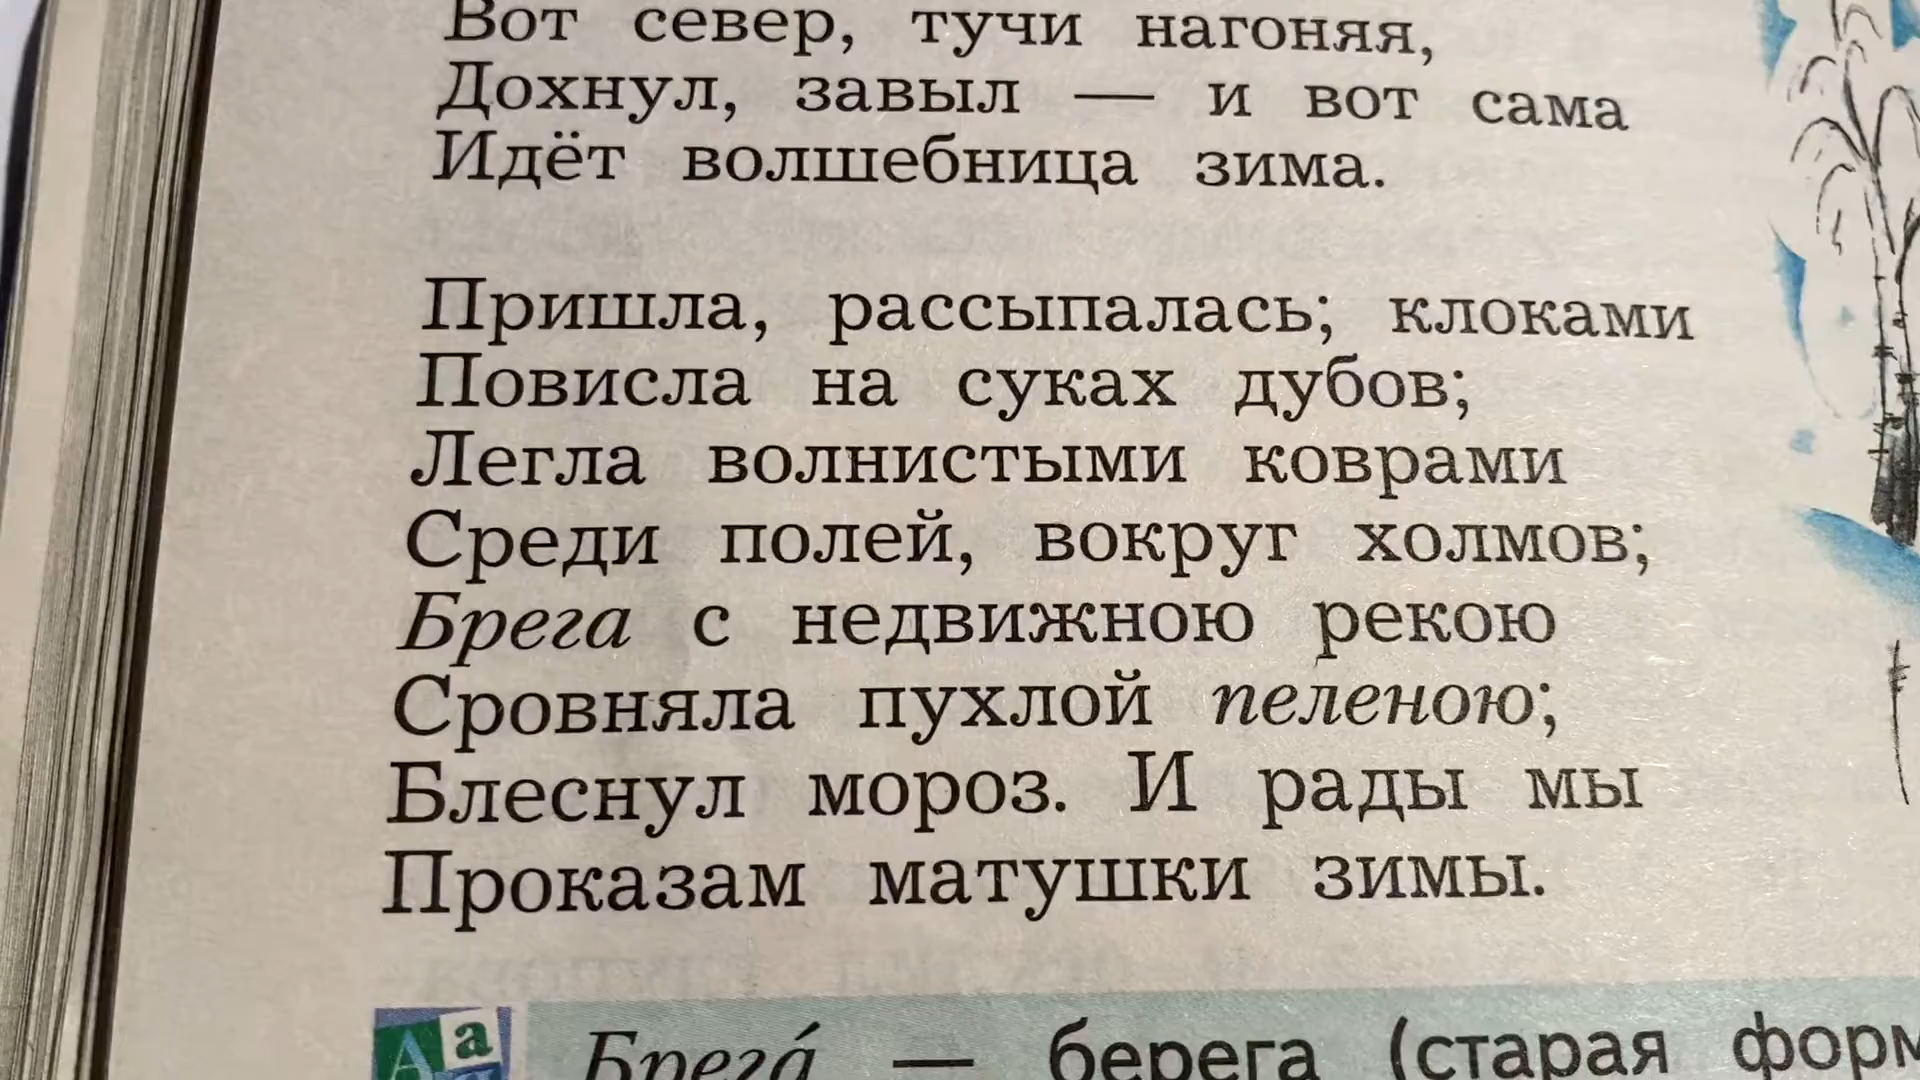 Вот север, тучи нагоняя,
Дохнул, завыл — и вот сама
Идёт волшебница зима.
Пришла, рассыпалась; клоками
Повисла на суках дубов;
Легла волнистыми коврами
Среди полей, вокруг холмов;
Брега с недвижною рекою
Сровняла пухлой пеленою;
Блеснул мороз. И рады мы
Проказам матушки зимы.
Аа
Брега́ — берега (старая форм